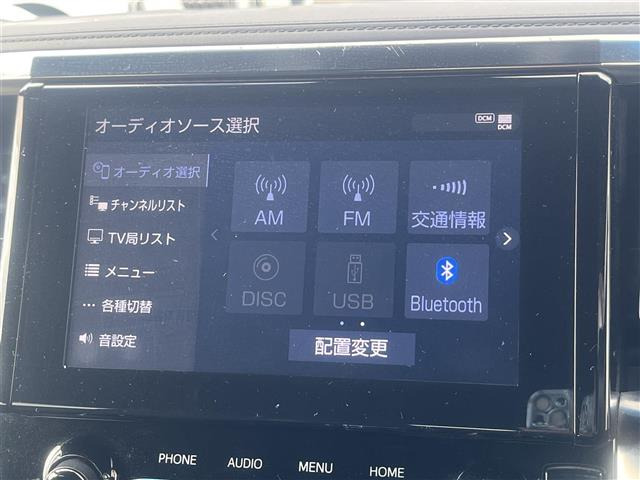 オーディオソース選択
DCM
DCM
オーディオ選択
チャンネルリスト
TV局リスト
メニュー
各種切替
音設定
AM
FM
交通情報
DISC
USB
Bluetooth
配置変更
PHONE
AUDIO
MENU
HOME